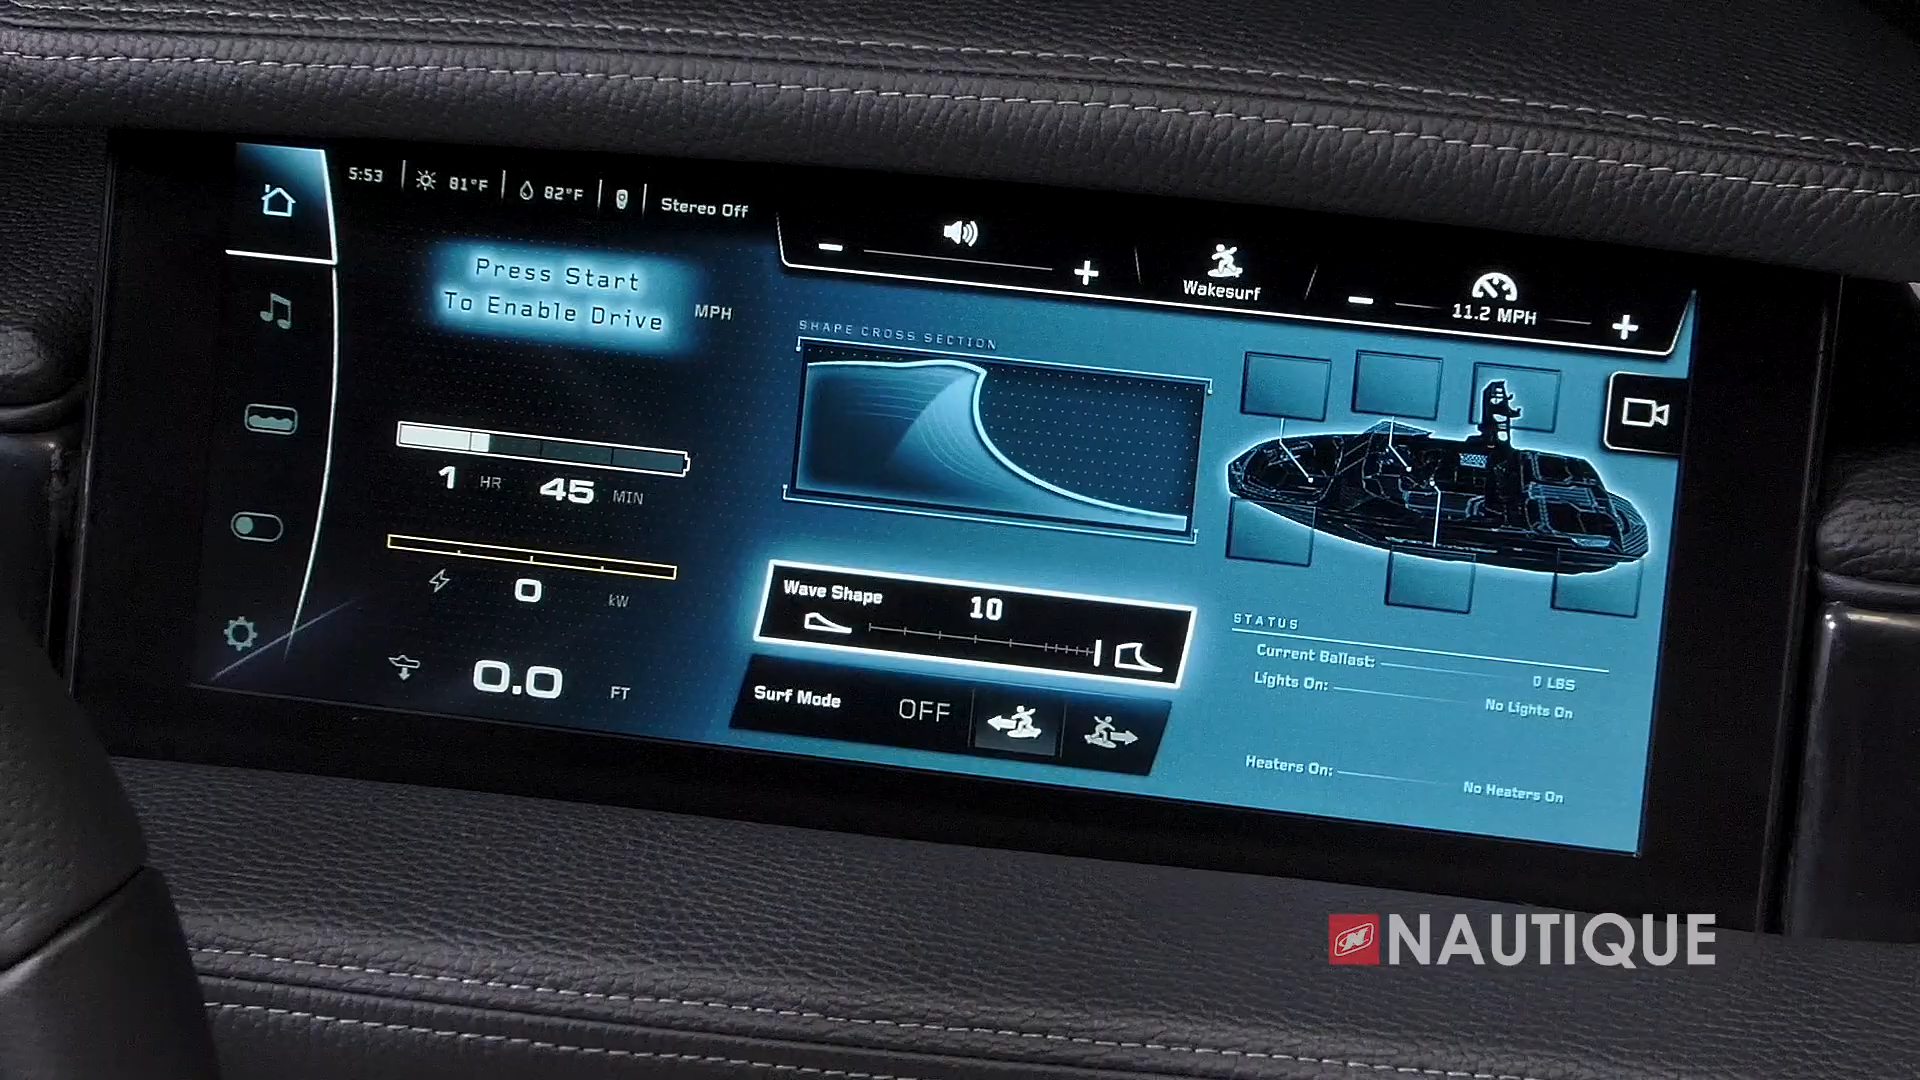 5:53
81°F
82°F
Stereo Off
Press Start
To Enable Drive
MPH
Wakesurf
11.2 MPH
SHAPE CROSS SECTION
1 HR 45 MIN
0 kW
0.0 FT
Wave Shape
10
Surf Mode
OFF
STATUS
Current Ballast: 0 LBS
Lights On: No Lights On
Heaters On: No Heaters On
NAUTIQUE